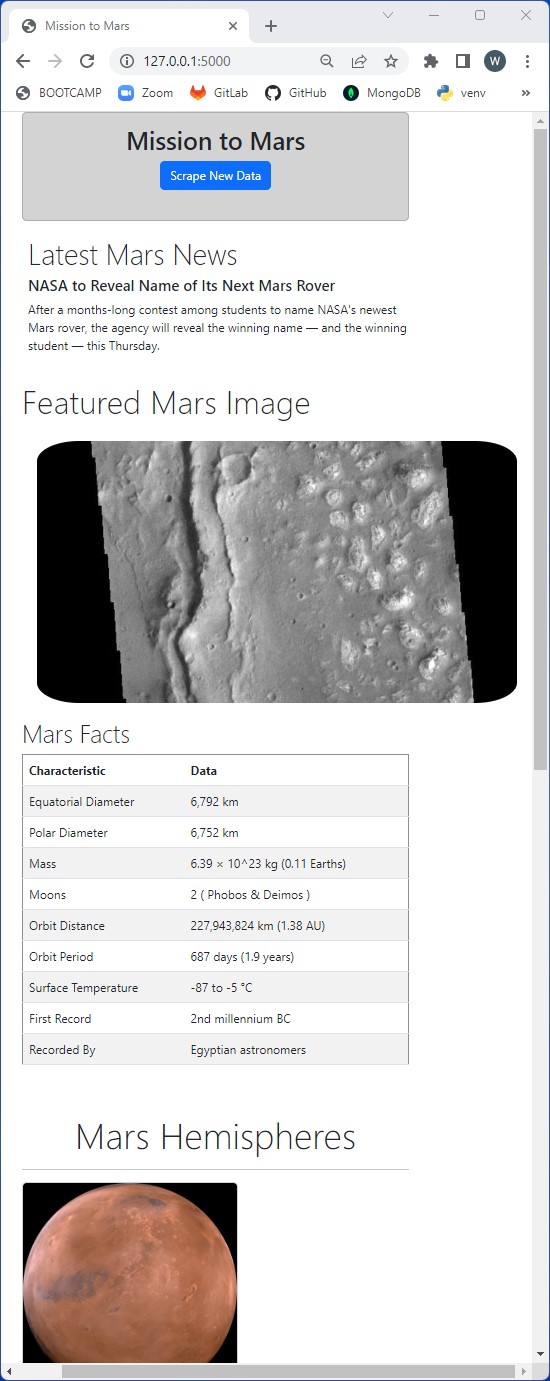 Mission to Mars
127.0.0.1:5000
W
BOOTCAMP Zoom GitLab GitHub MongoDB venv »
Mission to Mars
Scrape New Data
Latest Mars News
NASA to Reveal Name of Its Next Mars Rover
After a months-long contest among students to name NASA's newest
Mars rover, the agency will reveal the winning name — and the winning
student — this Thursday.
Featured Mars Image
Mars Facts
Characteristic Data
Equatorial Diameter 6,792 km
Polar Diameter 6,752 km
Mass 6.39 × 10^23 kg (0.11 Earths)
Moons 2 ( Phobos & Deimos )
Orbit Distance 227,943,824 km (1.38 AU)
Orbit Period 687 days (1.9 years)
Surface Temperature -87 to -5 °C
First Record 2nd millennium BC
Recorded By Egyptian astronomers
Mars Hemispheres